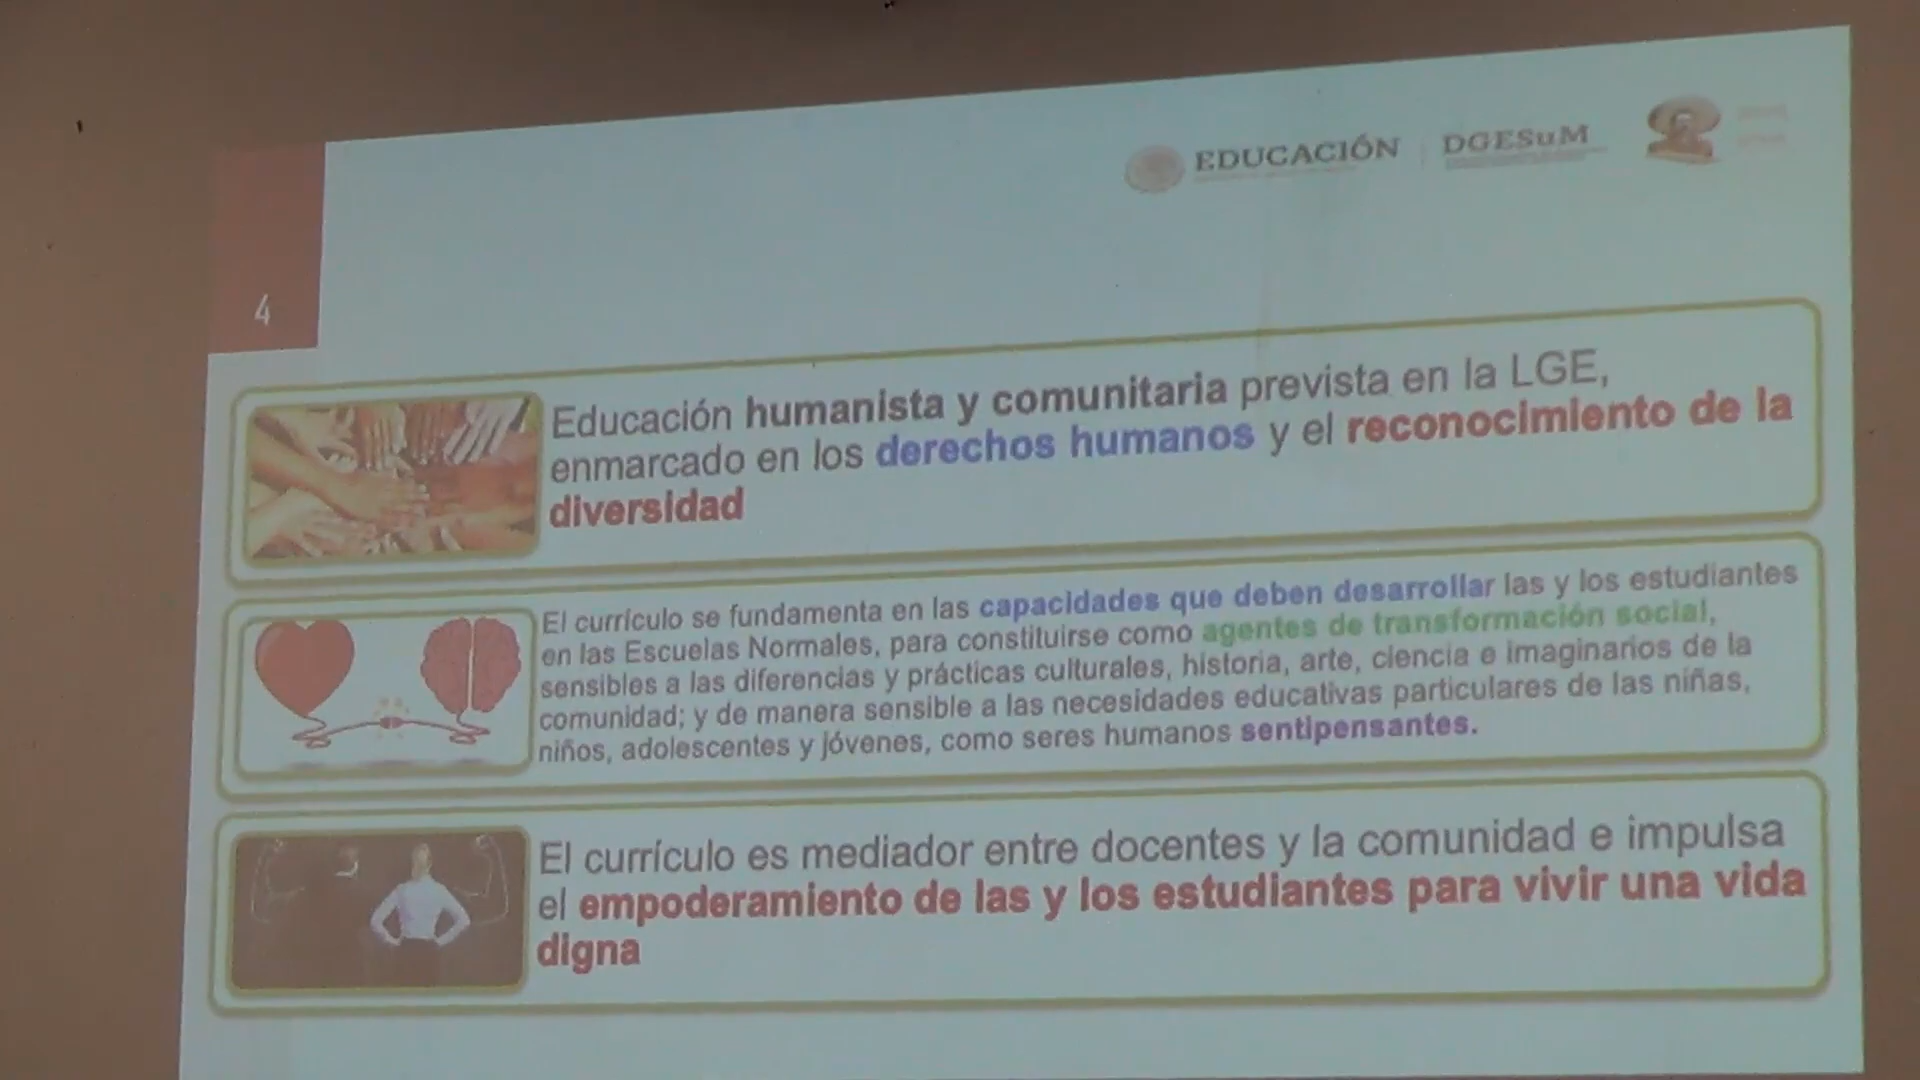 EDUCACIÓN
DGESuM
4
Educación humanista y comunitaria prevista en la LGE,
enmarcado en los derechos humanos y el reconocimiento de la
diversidad
El currículo se fundamenta en las capacidades que deben desarrollar las y los estudiantes
en las Escuelas Normales, para constituirse como agentes de transformación social,
sensibles a las diferencias y prácticas culturales, historia, arte, ciencia e imaginarios de la
comunidad; y de manera sensible a las necesidades educativas particulares de las niñas,
niños, adolescentes y jóvenes, como seres humanos sentipensantes.
El currículo es mediador entre docentes y la comunidad e impulsa
el empoderamiento de las y los estudiantes para vivir una vida
digna